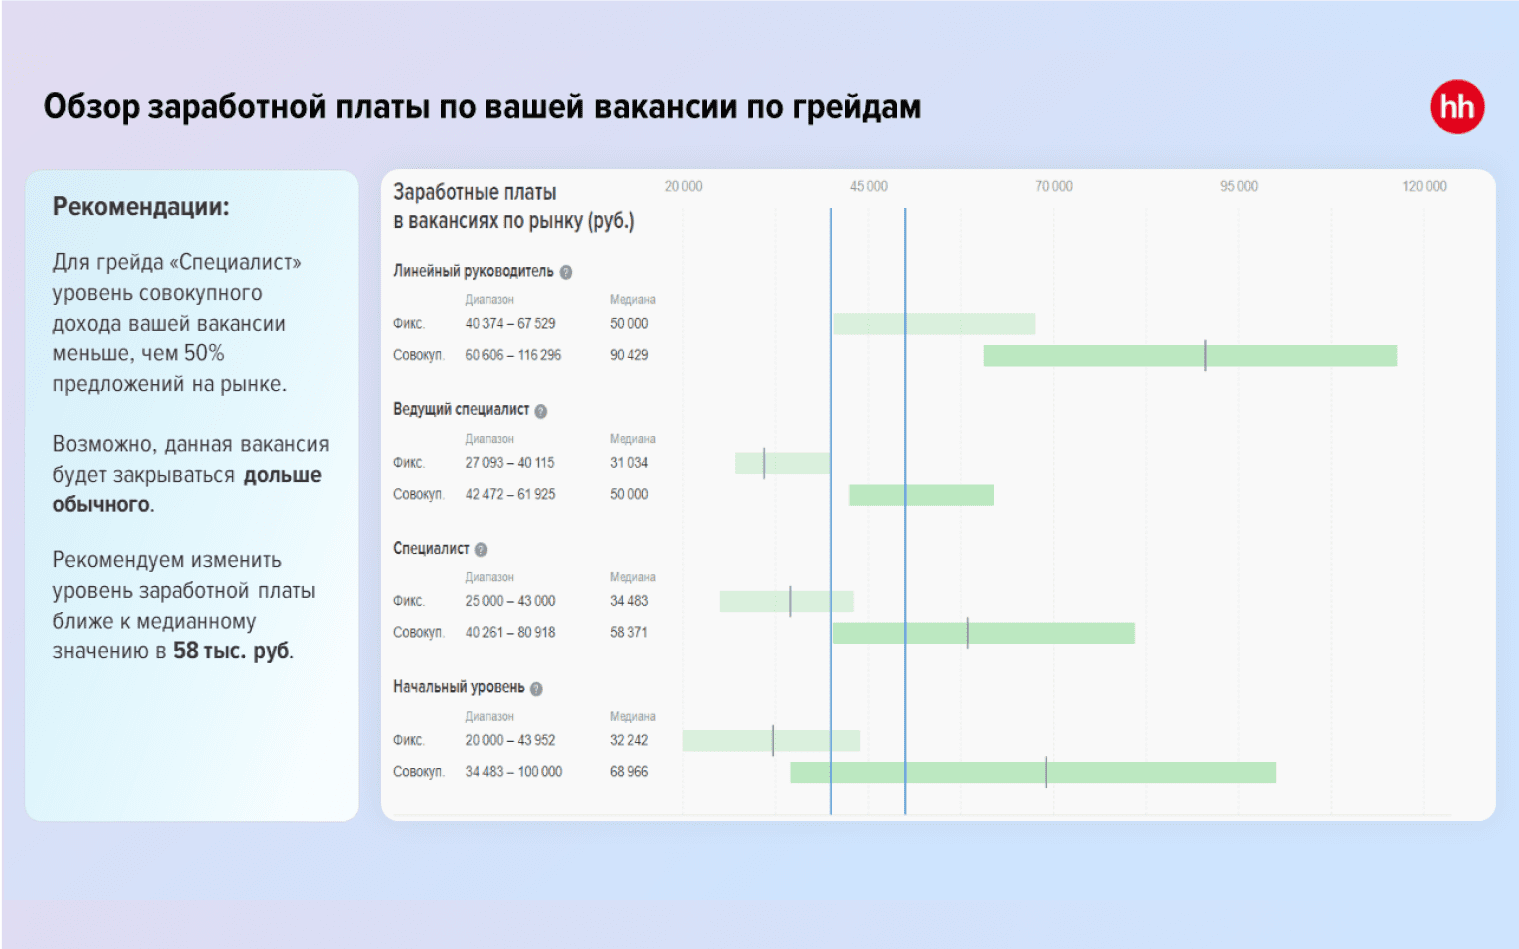 Обзор заработной платы по вашей вакансии по грейдам
hh
Рекомендации:
Для грейда «Специалист»
уровень совокупного
дохода вашей вакансии
меньше, чем 50%
предложений на рынке.
Возможно, данная вакансия
будет закрываться дольше
обычного.
Рекомендуем изменить
уровень заработной платы
ближе к медианному
значению в 58 тыс. руб.
Заработные платы
в вакансиях по рынку (руб.)
20 000 45 000 70 000 95 000 120 000
Линейный руководитель ?
Диапазон Медиана
Фикс. 40 374 – 67 529 50 000
Совокуп. 60 606 – 116 296 90 429
Ведущий специалист ?
Диапазон Медиана
Фикс. 27 093 – 40 115 31 034
Совокуп. 42 472 – 61 925 50 000
Специалист ?
Диапазон Медиана
Фикс. 25 000 – 43 000 34 483
Совокуп. 40 261 – 80 918 58 371
Начальный уровень ?
Диапазон Медиана
Фикс. 20 000 – 43 952 32 242
Совокуп. 34 483 – 100 000 68 966